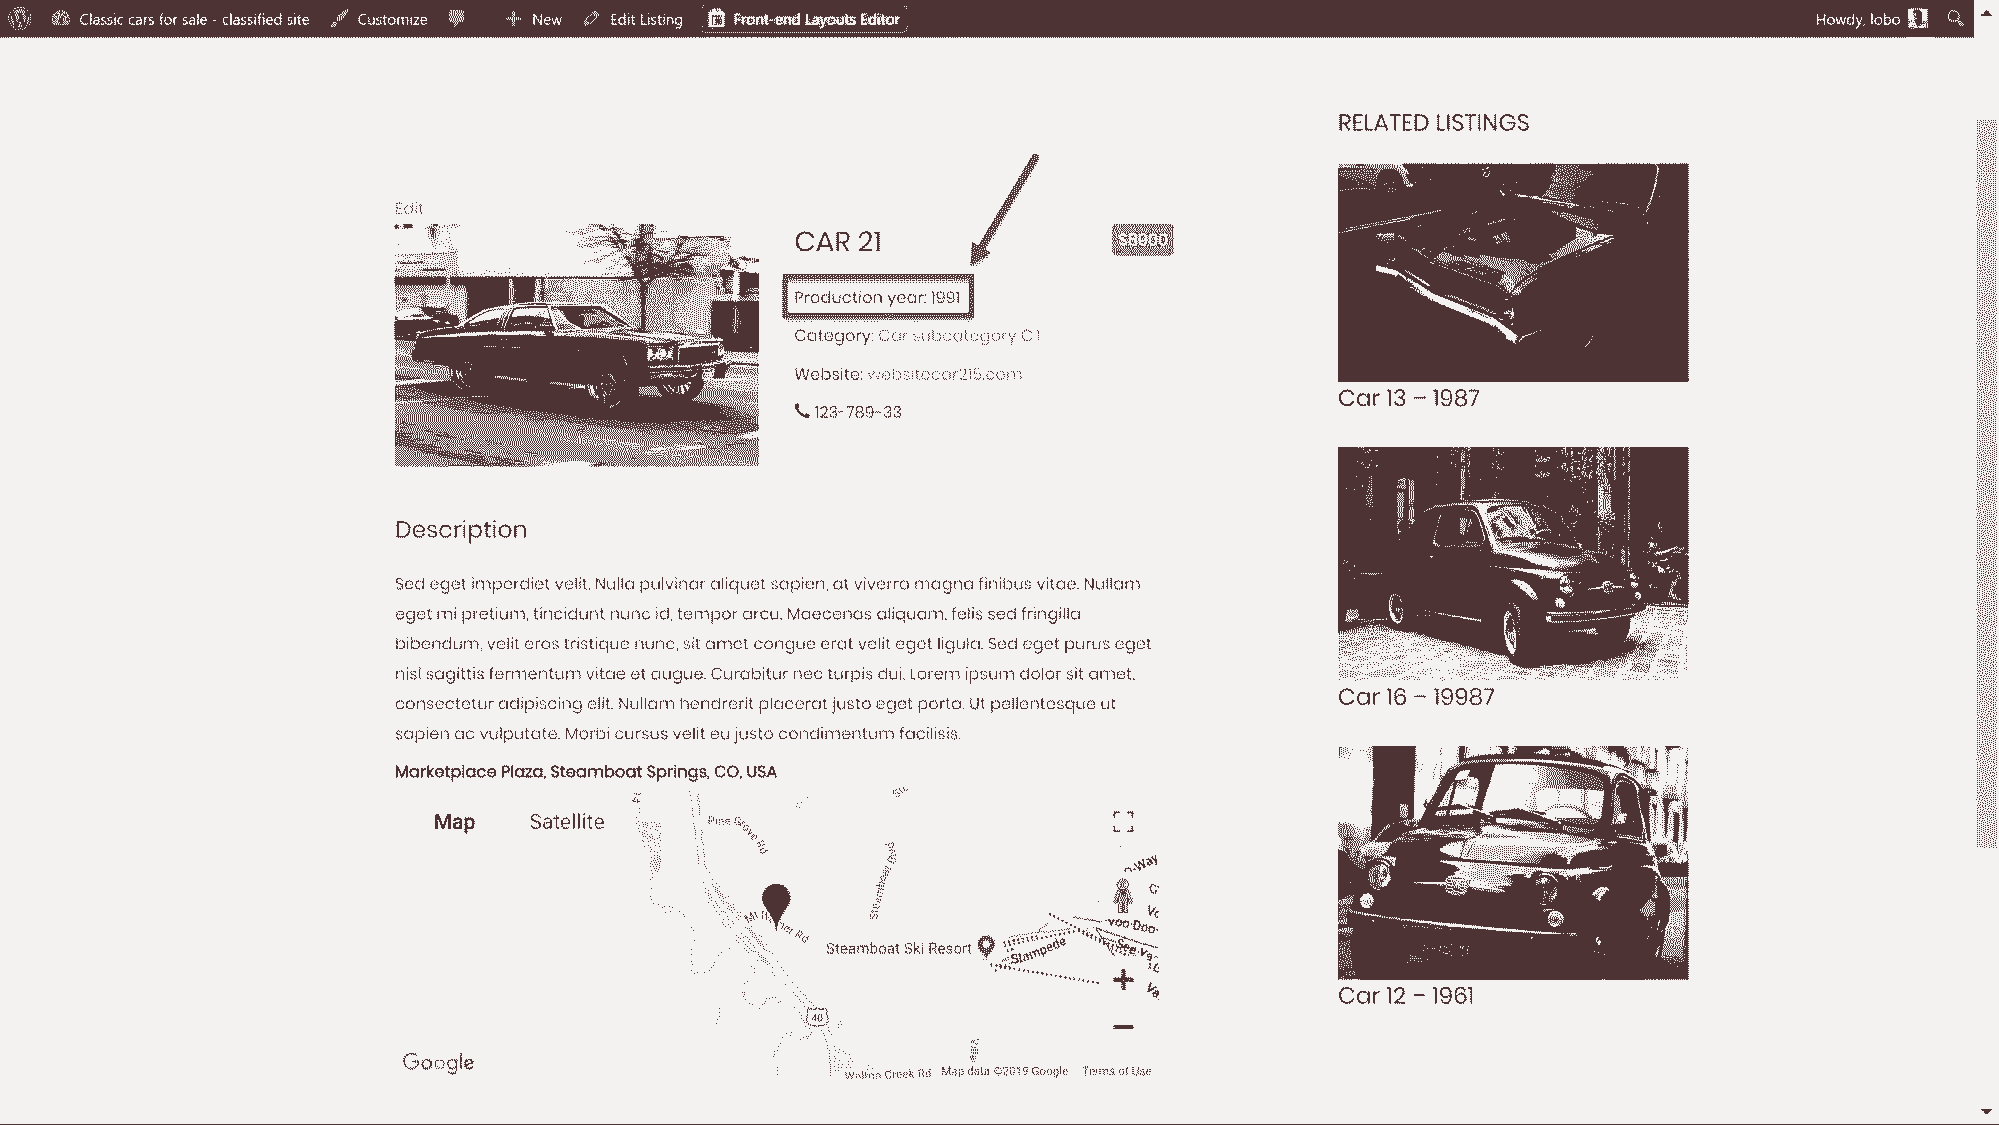 Classic cars for sale - classified site Customize New Edit Listing Front-end Layouts Editor Howdy, lobo
Edit
CAR 21
$6900
Production year: 1991
Category: Car subcategory C 1
Website: websitecar215.com
123-789-33
Description
Sed eget imperdiet velit. Nulla pulvinar aliquet sapien, at viverra magna finibus vitae. Nullam
eget mi pretium, tincidunt nunc id, tempor arcu. Maecenas aliquam, felis sed fringilla
bibendum, velit eros tristique nunc, sit amet congue erat velit eget ligula. Sed eget purus eget
nisl sagittis fermentum vitae et augue. Curabitur nec turpis dui. Lorem ipsum dolor sit amet,
consectetur adipiscing elit. Nullam hendrerit placerat justo eget porta. Ut pellentesque ut
sapien ac vulputate. Morbi cursus velit eu justo condimentum facilisis.
Marketplace Plaza, Steamboat Springs, CO, USA
Map Satellite
Pine Grove Rd
Steamboat Blvd
Steamboat Ski Resort
Stampede
40
Walton Creek Rd
Google
Map data ©2019 Google Terms of Use
RELATED LISTINGS
Car 13 – 1987
Car 16 – 19987
Car 12 – 1961